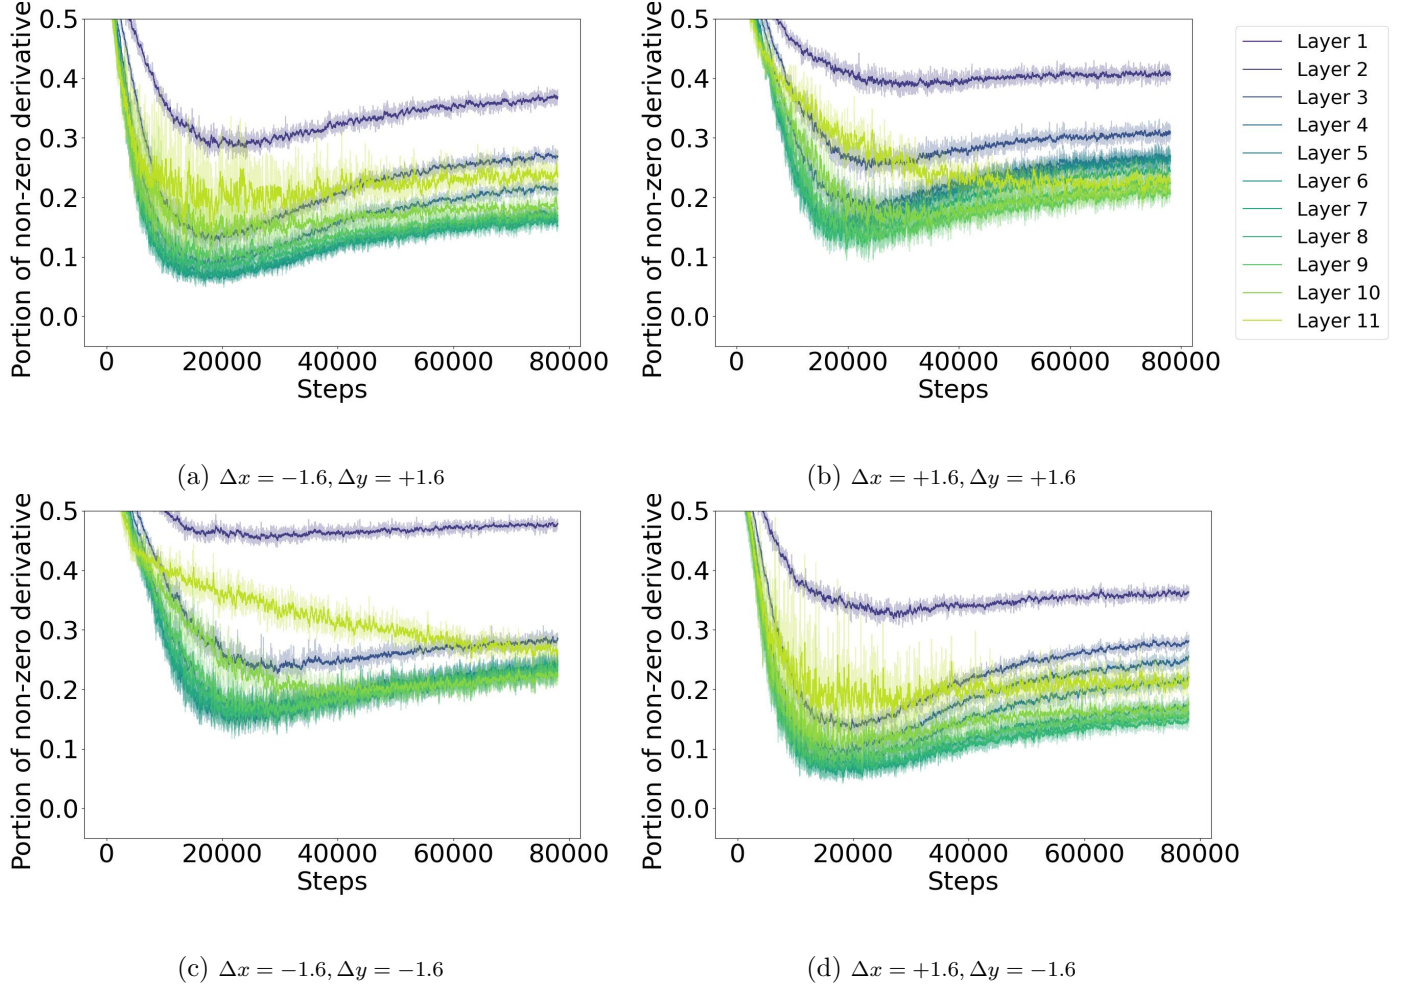 Portion of non-zero derivative
0.5
0.4
0.3
0.2
0.1
0.0
0 20000 40000 60000 80000
Steps
(a) Δx = −1.6, Δy = +1.6
Portion of non-zero derivative
0.5
0.4
0.3
0.2
0.1
0.0
0 20000 40000 60000 80000
Steps
(b) Δx = +1.6, Δy = +1.6
Layer 1
Layer 2
Layer 3
Layer 4
Layer 5
Layer 6
Layer 7
Layer 8
Layer 9
Layer 10
Layer 11
Portion of non-zero derivative
0.5
0.4
0.3
0.2
0.1
0.0
0 20000 40000 60000 80000
Steps
(c) Δx = −1.6, Δy = −1.6
Portion of non-zero derivative
0.5
0.4
0.3
0.2
0.1
0.0
0 20000 40000 60000 80000
Steps
(d) Δx = +1.6, Δy = −1.6